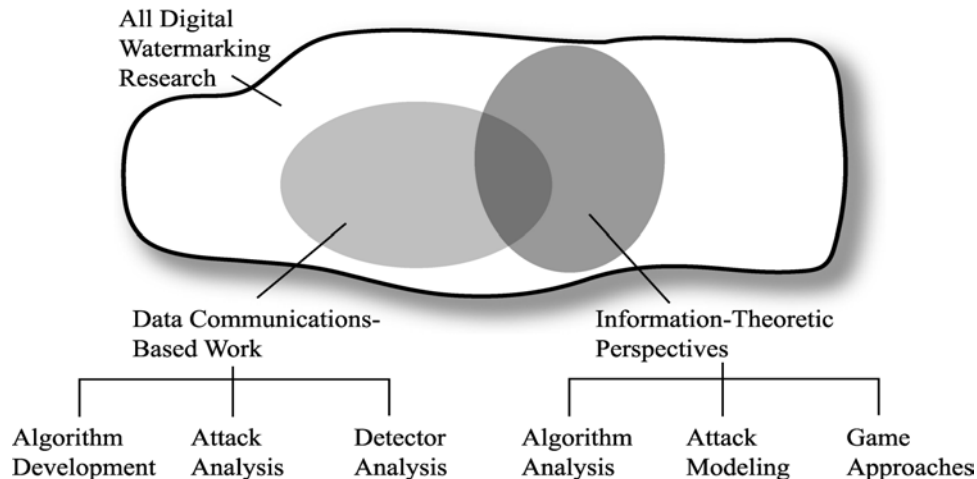 All Digital
Watermarking
Research
Data Communications-
Based Work
Information-Theoretic
Perspectives
Algorithm
Development
Attack
Analysis
Detector
Analysis
Algorithm
Analysis
Attack
Modeling
Game
Approaches